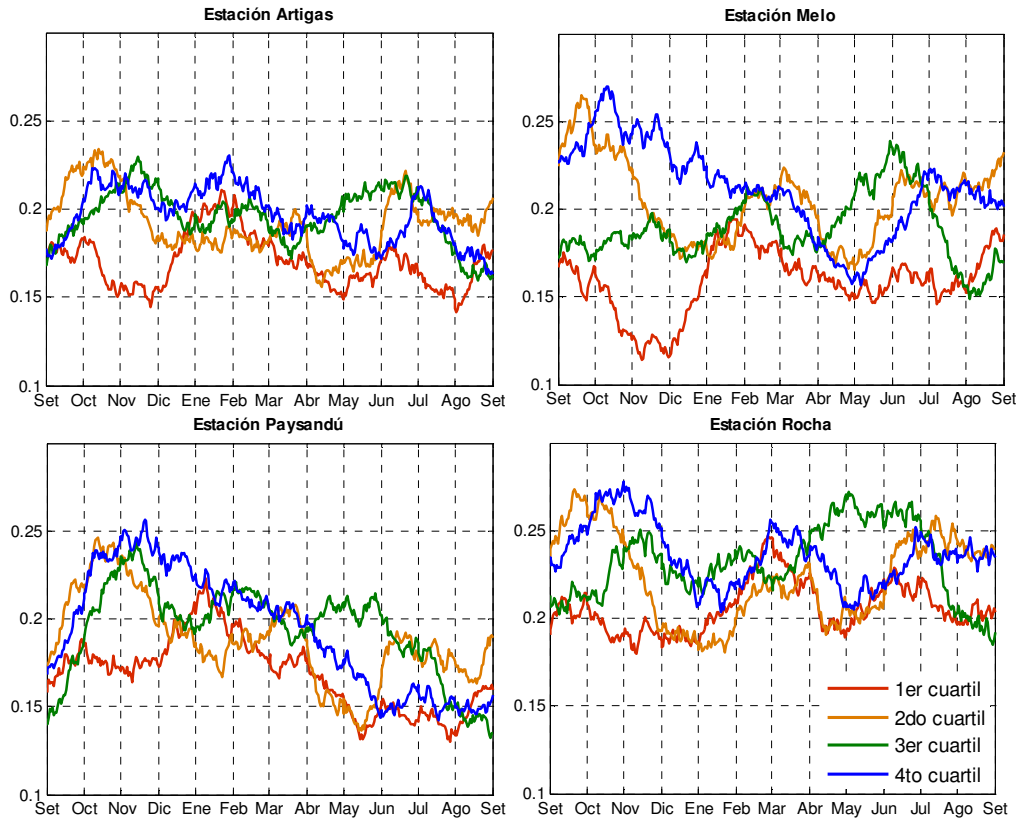 Estación Artigas
0.25
0.2
0.15
0.1
Set Oct Nov Dic Ene Feb Mar Abr May Jun Jul Ago Set
Estación Melo
0.25
0.2
0.15
0.1
Set Oct Nov Dic Ene Feb Mar Abr May Jun Jul Ago Set
Estación Paysandú
0.25
0.2
0.15
0.1
Set Oct Nov Dic Ene Feb Mar Abr May Jun Jul Ago Set
Estación Rocha
0.25
0.2
0.15
0.1
Set Oct Nov Dic Ene Feb Mar Abr May Jun Jul Ago Set
1er cuartil
2do cuartil
3er cuartil
4to cuartil